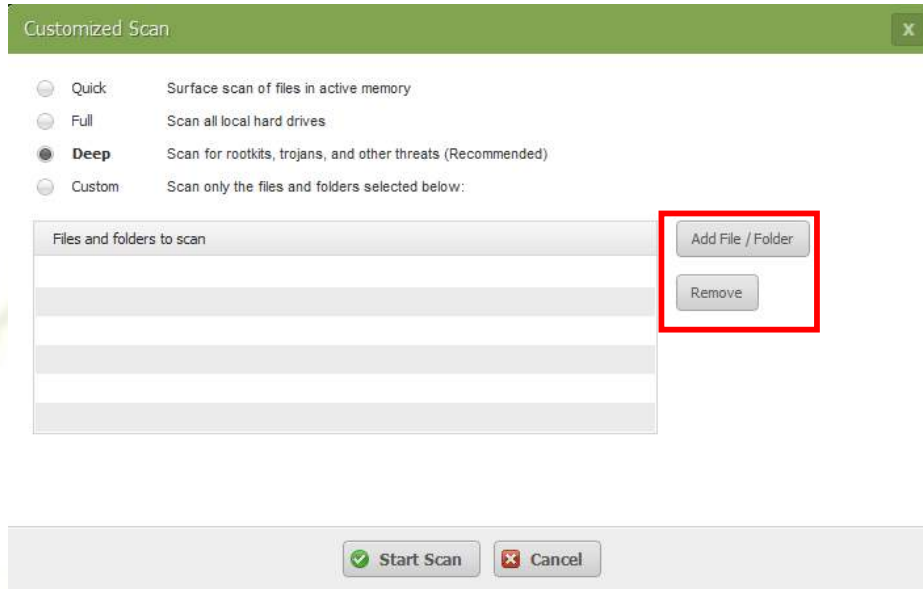 Customized Scan x
Quick Surface scan of files in active memory
Full Scan all local hard drives
Deep Scan for rootkits, trojans, and other threats (Recommended)
Custom Scan only the files and folders selected below:
Files and folders to scan
Add File / Folder
Remove
Start Scan Cancel